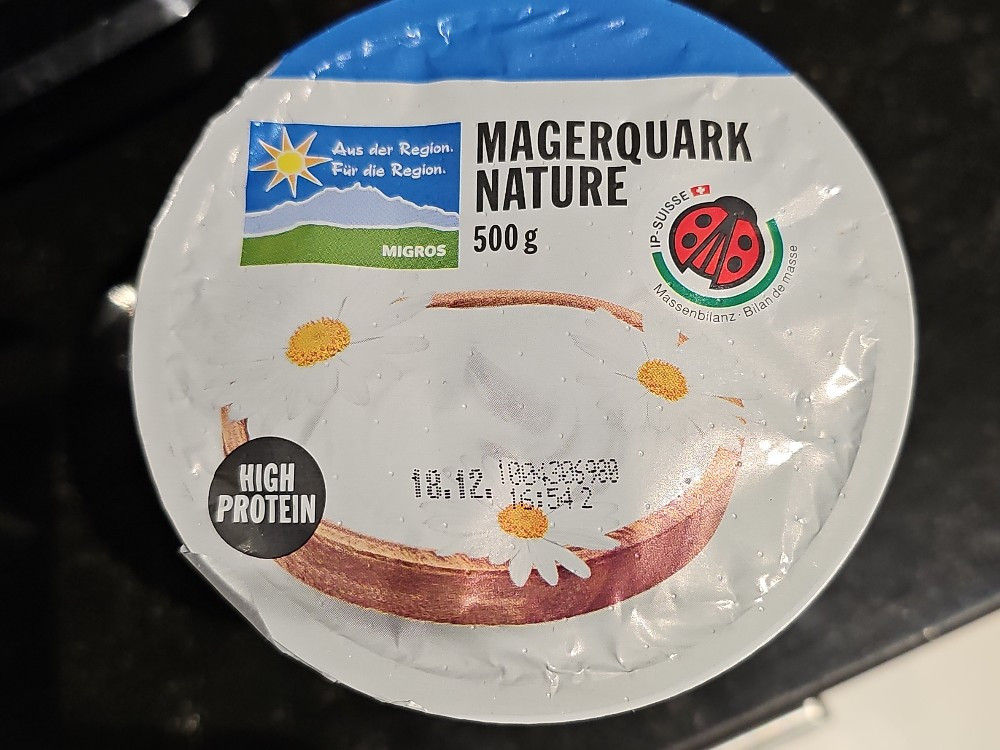 Aus der Region.
Für die Region.
MIGROS
MAGERQUARK
NATURE
500 g
IP-SUISSE
Massenbilanz · Bilan de masse
HIGH
PROTEIN
18.12. 1004386980
16:54 2